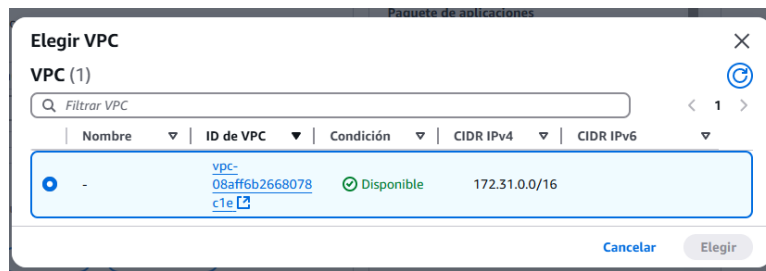 Paquete de aplicaciones
Elegir VPC
VPC (1)
Filtrar VPC
1
Nombre ID de VPC Condición CIDR IPv4 CIDR IPv6
vpc-
- 08aff6b2668078 Disponible 172.31.0.0/16
c1e
Cancelar Elegir